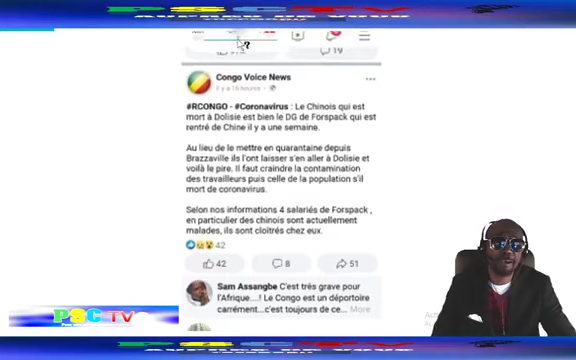 PSC TV
19
Congo Voice News
il y a 16 heures
#RCONGO - #Coronavirus : Le Chinois qui est
mort à Dolisie est bien le DG de Forspack qui est
rentré de Chine il y a une semaine.
Au lieu de le mettre en quarantaine depuis
Brazzaville ils l'ont laisser s'en aller à Dolisie et
voilà le pire. Il faut craindre la contamination
des travailleurs puis celle de la population s'il
mort de coronavirus.
Selon nos informations 4 salariés de Forspack ,
en particulier des chinois sont actuellement
malades, ils sont cloîtrés chez eux.
42
42
8
51
Sam Assangbe C'est très grave pour
l'Afrique....! Le Congo est un déportoire
carrément...c'est toujours de ce... More
PSC TV
PSC TV